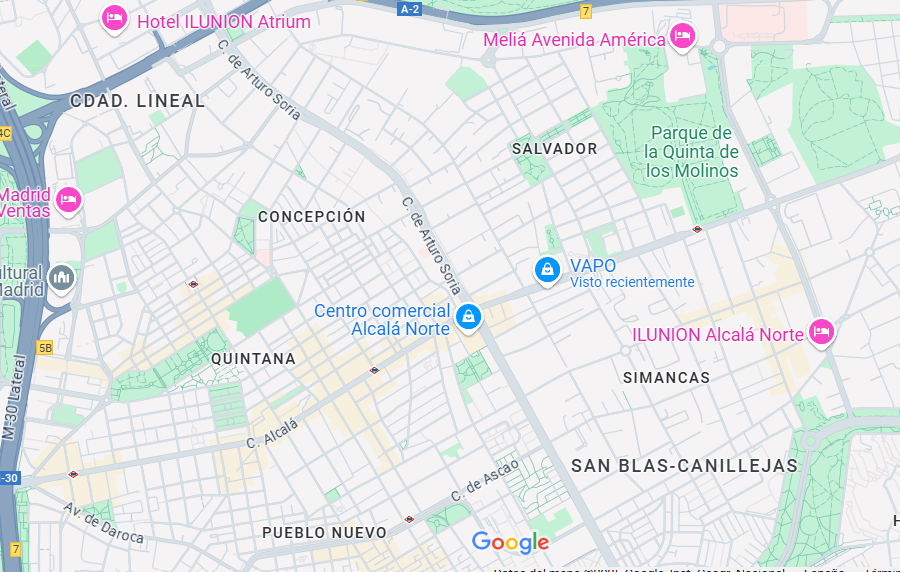 A-2
7
Hotel ILUNION Atrium
Meliá Avenida América
C. de Arturo Soria
CDAD. LINEAL
Lateral
4C
SALVADOR
Parque de
la Quinta de
los Molinos
Madrid
Ventas
CONCEPCIÓN
C. de Arturo Soria
ultural
Madrid
VAPO
Visto recientemente
Centro comercial
Alcalá Norte
ILUNION Alcalá Norte
5B
QUINTANA
SIMANCAS
M-30 Lateral
C. Alcalá
SAN BLAS-CANILLEJAS
-30
C. de Ascao
Av. de Daroca
PUEBLO NUEVO
Google
7